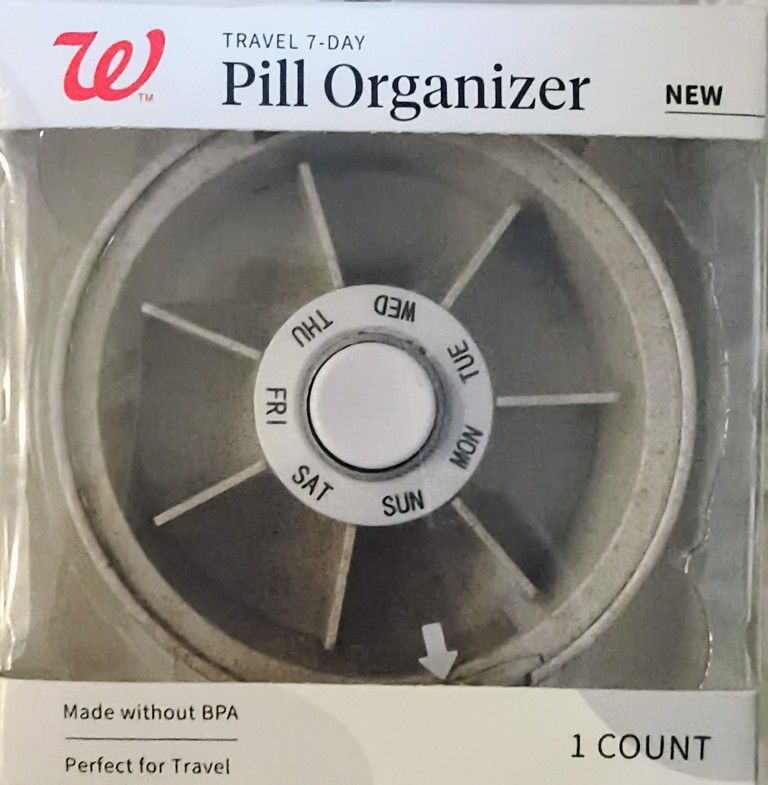 W
TM
TRAVEL 7-DAY
Pill Organizer
NEW
SUN
MON
TUE
WED
THU
FRI
SAT
Made without BPA
Perfect for Travel
1 COUNT